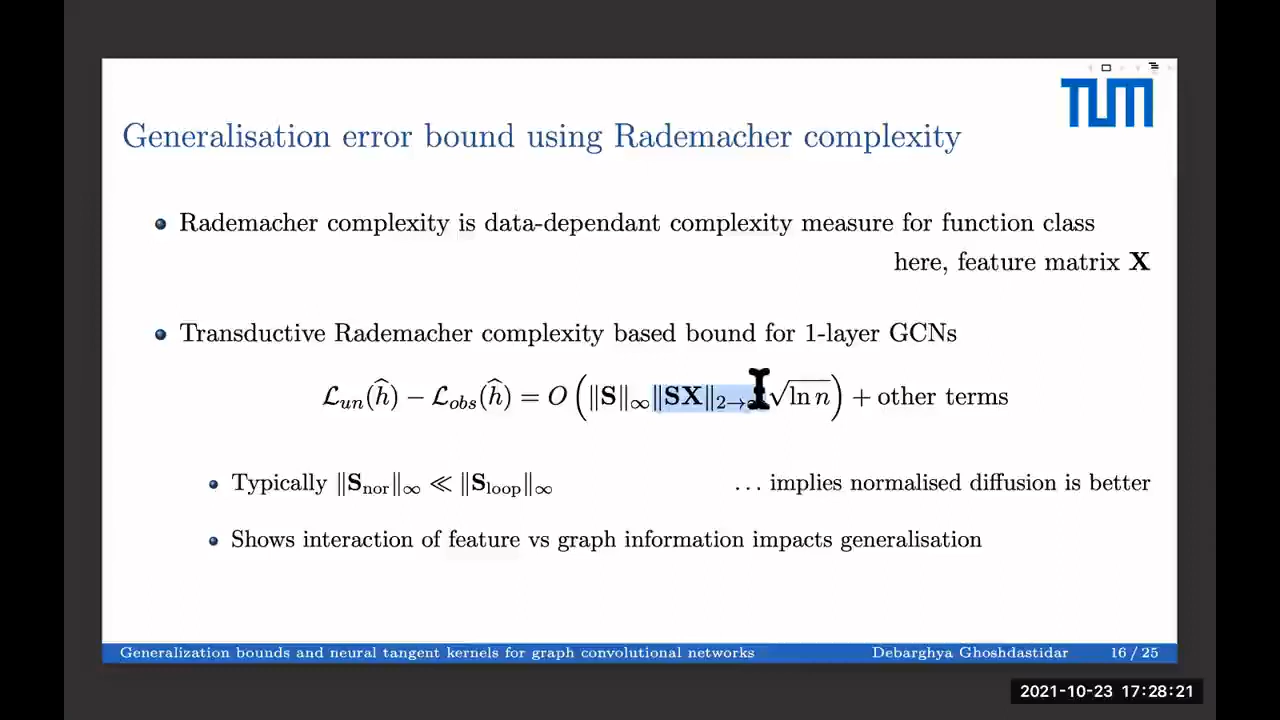 TUM
Generalisation error bound using Rademacher complexity
Rademacher complexity is data-dependant complexity measure for function class
here, feature matrix X
Transductive Rademacher complexity based bound for 1-layer GCNs
ℒ_un(ĥ) − ℒ_obs(ĥ) = O(‖S‖_∞ ‖SX‖_2→∞ √ln n) + other terms
Typically ‖S_nor‖_∞ ≪ ‖S_loop‖_∞ ... implies normalised diffusion is better
Shows interaction of feature vs graph information impacts generalisation
Generalization bounds and neural tangent kernels for graph convolutional networks Debarghya Ghoshdastidar 16 / 25
2021-10-23 17:28:21